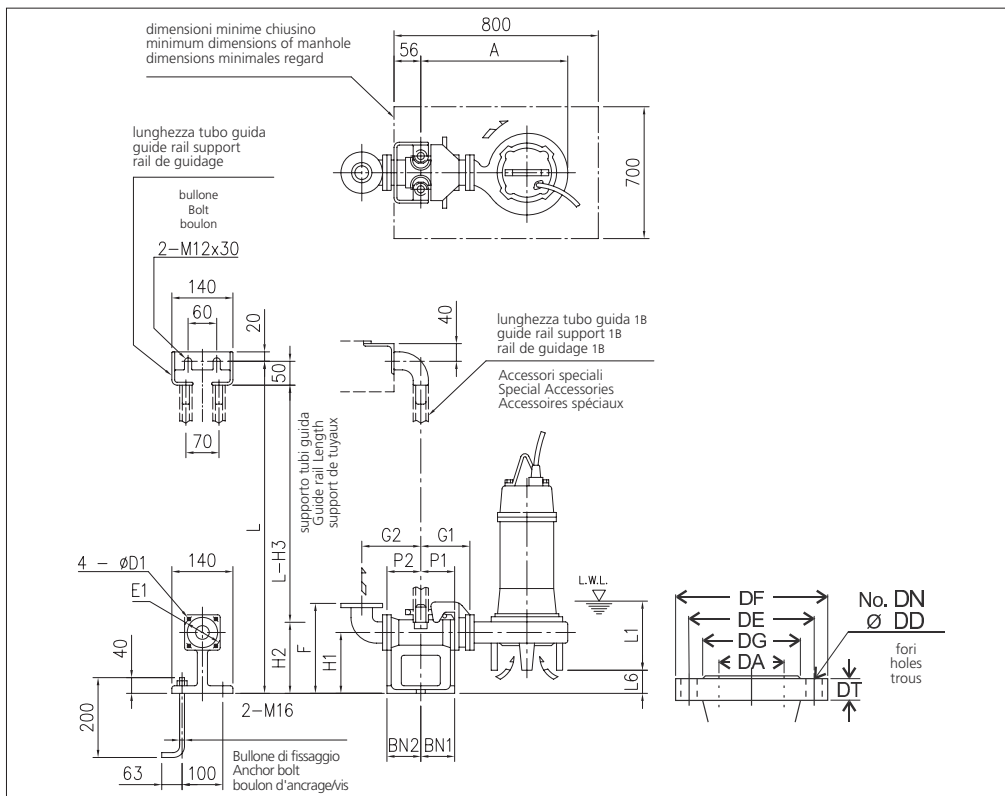 dimensioni minime chiusino
minimum dimensions of manhole
dimensions minimales regard
800
56
A
700
lunghezza tubo guida
guide rail support
rail de guidage
bullone
Bolt
boulon
2-M12x30
140
60
20
50
70
40
lunghezza tubo guida 1B
guide rail support 1B
rail de guidage 1B
Accessori speciali
Special Accessories
Accessoires spéciaux
supporto tubi guida
Guide rail Length
support de tuyaux
L
L-H3
4 - øD1
E1
140
40
200
H2
2-M16
63
100
Bullone di fissaggio
Anchor bolt
boulon d'ancrage/vis
G2
G1
P2
P1
F
H1
BN2
BN1
L.W.L.
L1
L6
DF
DE
DG
DA
No. DN
Ø DD
fori
holes
trous
DT